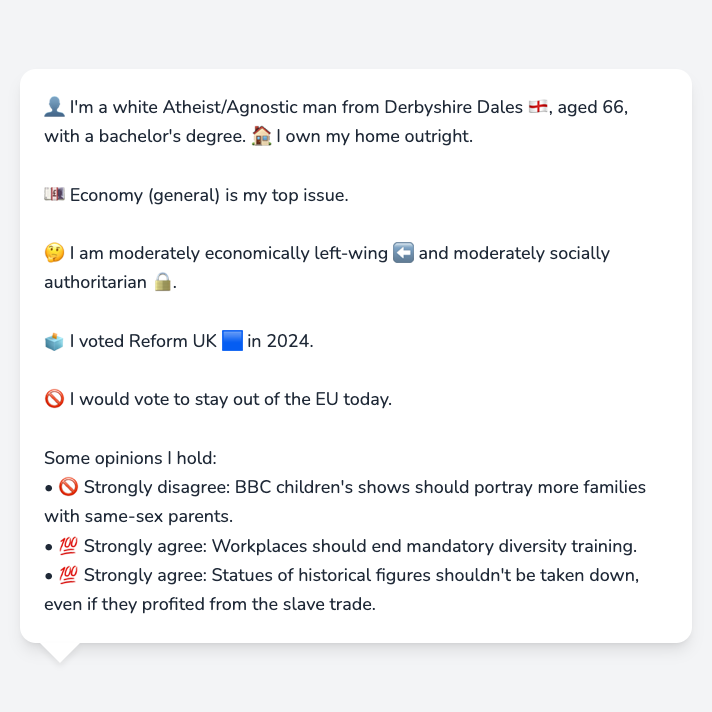 👤 I'm a white Atheist/Agnostic man from Derbyshire Dales 🏴󠁧󠁢󠁥󠁮󠁧󠁿, aged 66,
with a bachelor's degree. 🏠 I own my home outright.
💷 Economy (general) is my top issue.
🤔 I am moderately economically left-wing ⬅️ and moderately socially
authoritarian 🔒.
🗳️ I voted Reform UK 🟦 in 2024.
🚫 I would vote to stay out of the EU today.
Some opinions I hold:
• 🚫 Strongly disagree: BBC children's shows should portray more families
with same-sex parents.
• 💯 Strongly agree: Workplaces should end mandatory diversity training.
• 💯 Strongly agree: Statues of historical figures shouldn't be taken down,
even if they profited from the slave trade.